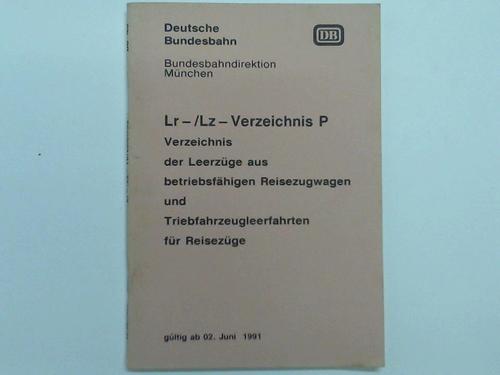 Deutsche
Bundesbahn
DB
Bundesbahndirektion
München
Lr-/Lz-Verzeichnis P
Verzeichnis
der Leerzüge aus
betriebsfähigen Reisezugwagen
und
Triebfahrzeugleerfahrten
für Reisezüge
gültig ab 02. Juni 1991